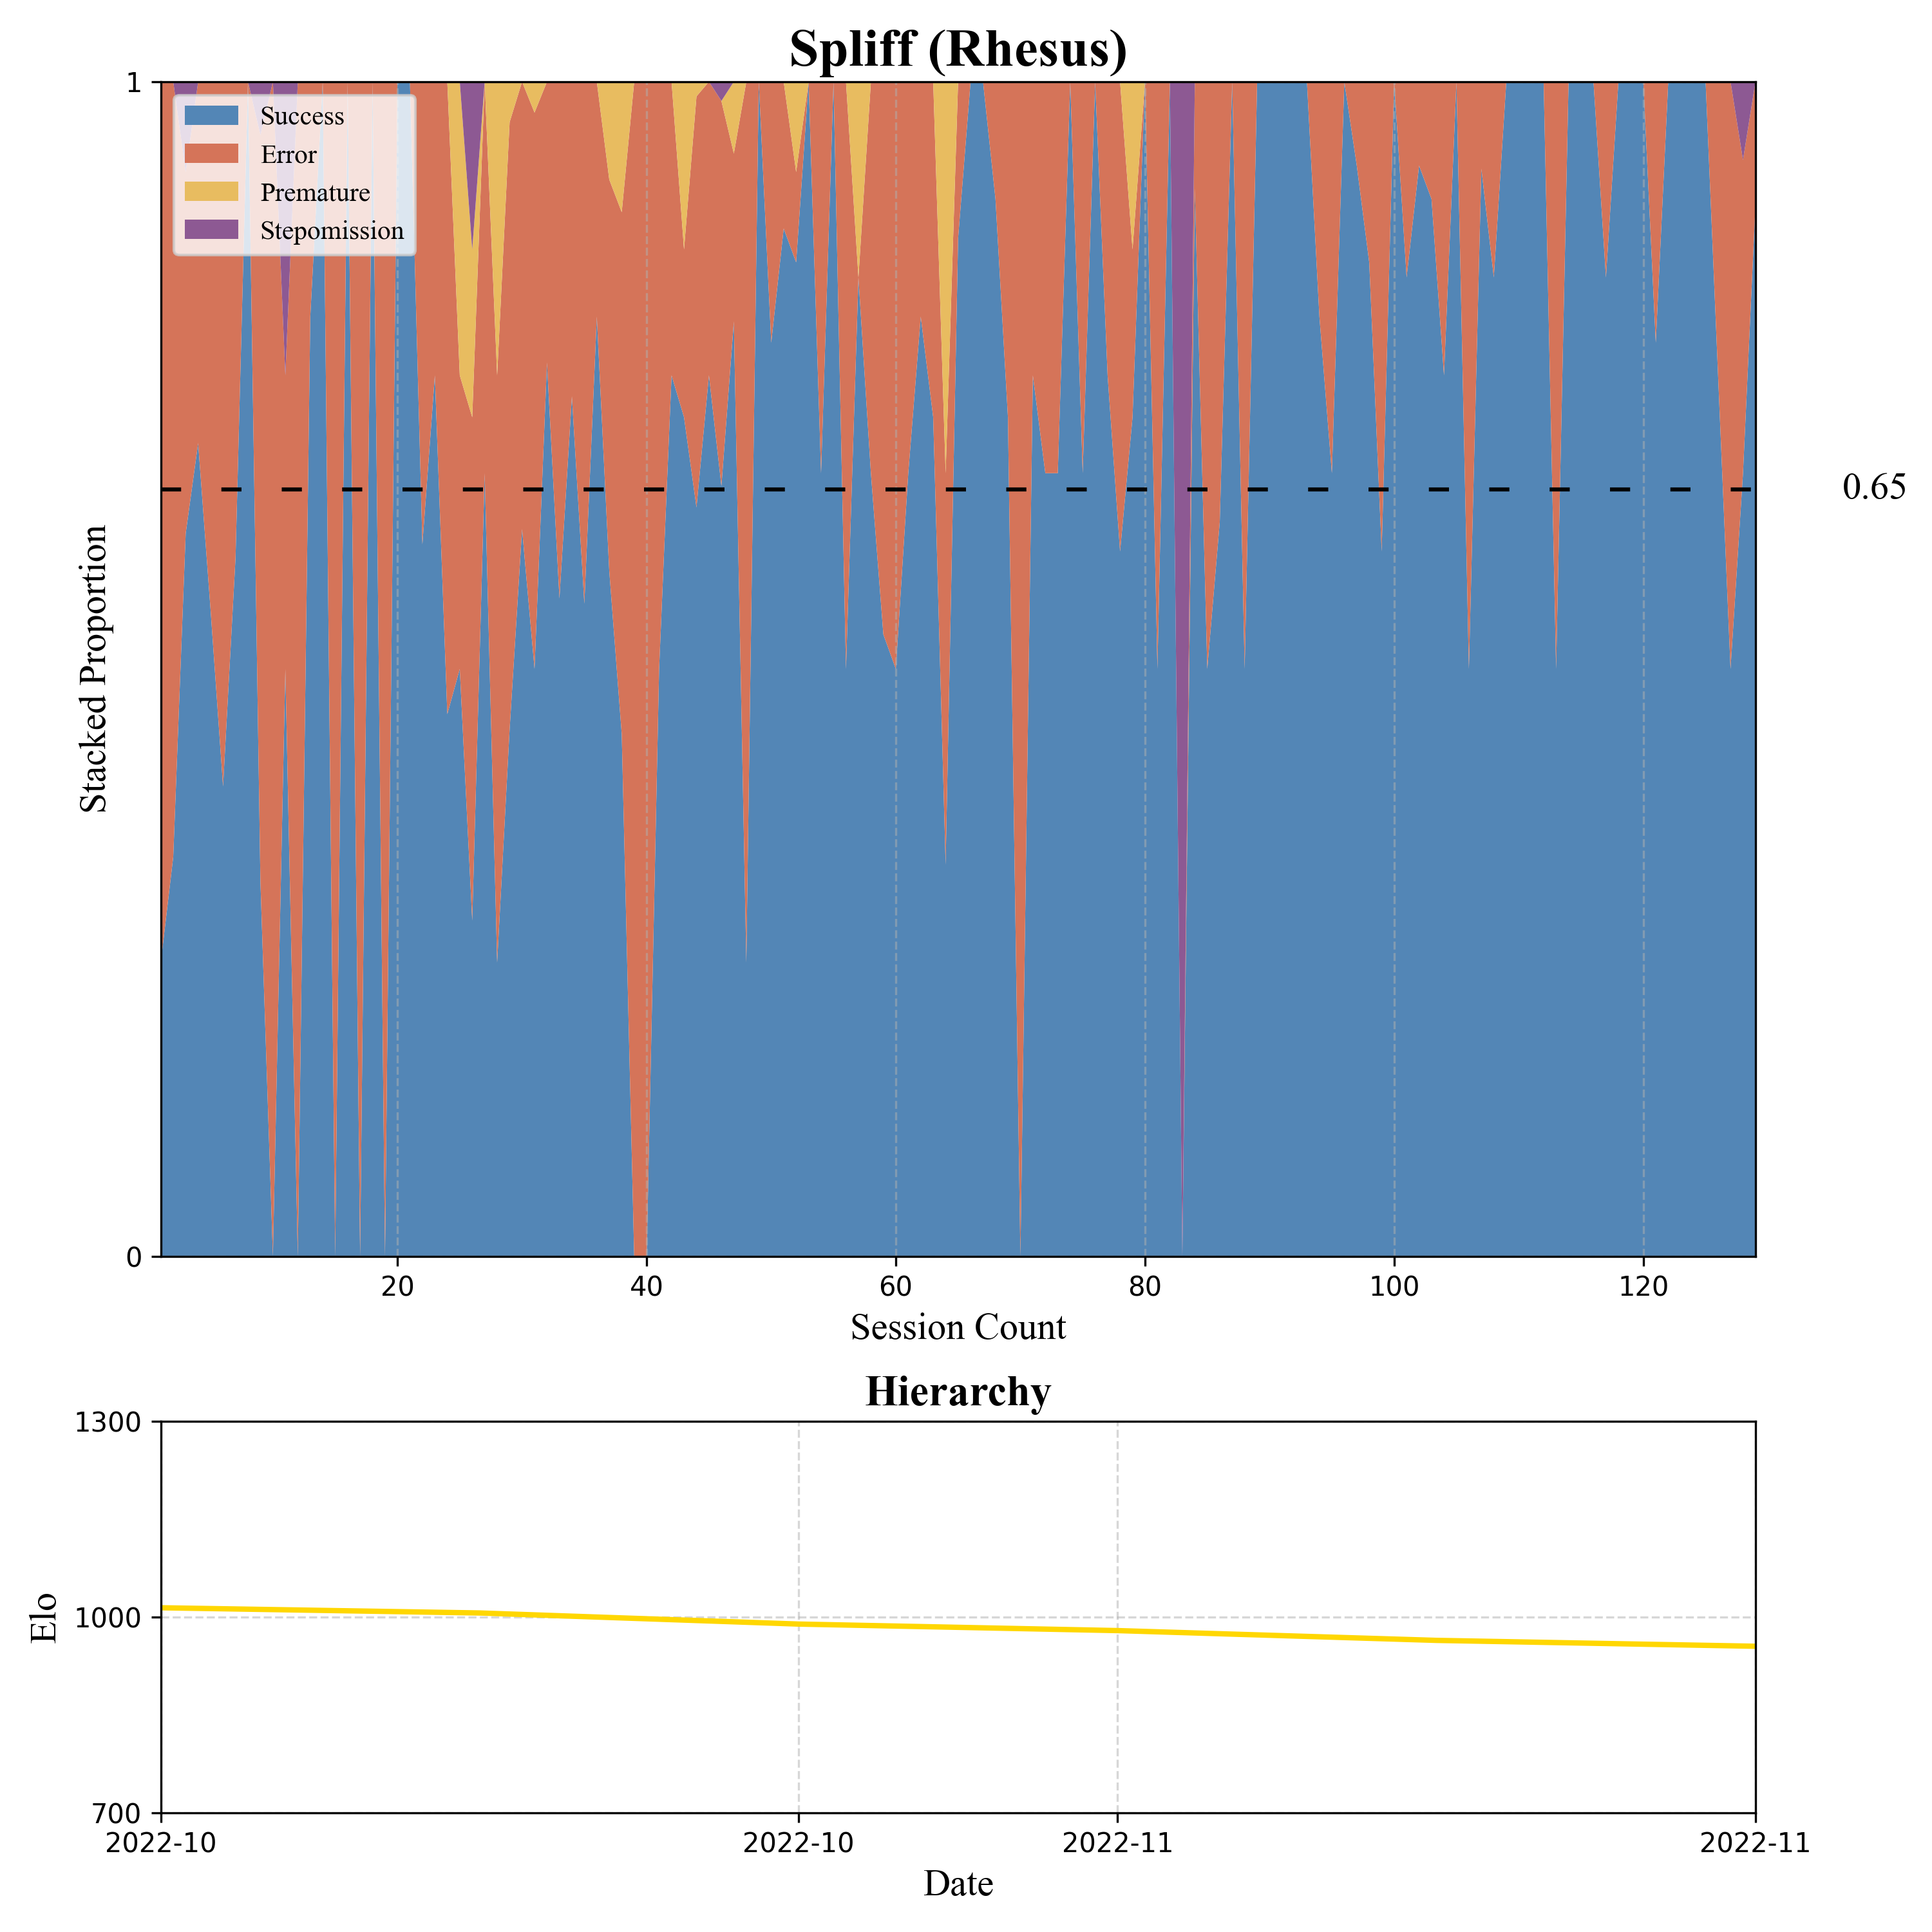 Spliff (Rhesus)
1
Success
Error
Premature
Stepomission
0.65
Stacked Proportion
0
20 40 60 80 100 120
Session Count
Hierarchy
1300
1000
700
Elo
2022-10 2022-10 2022-11 2022-11
Date